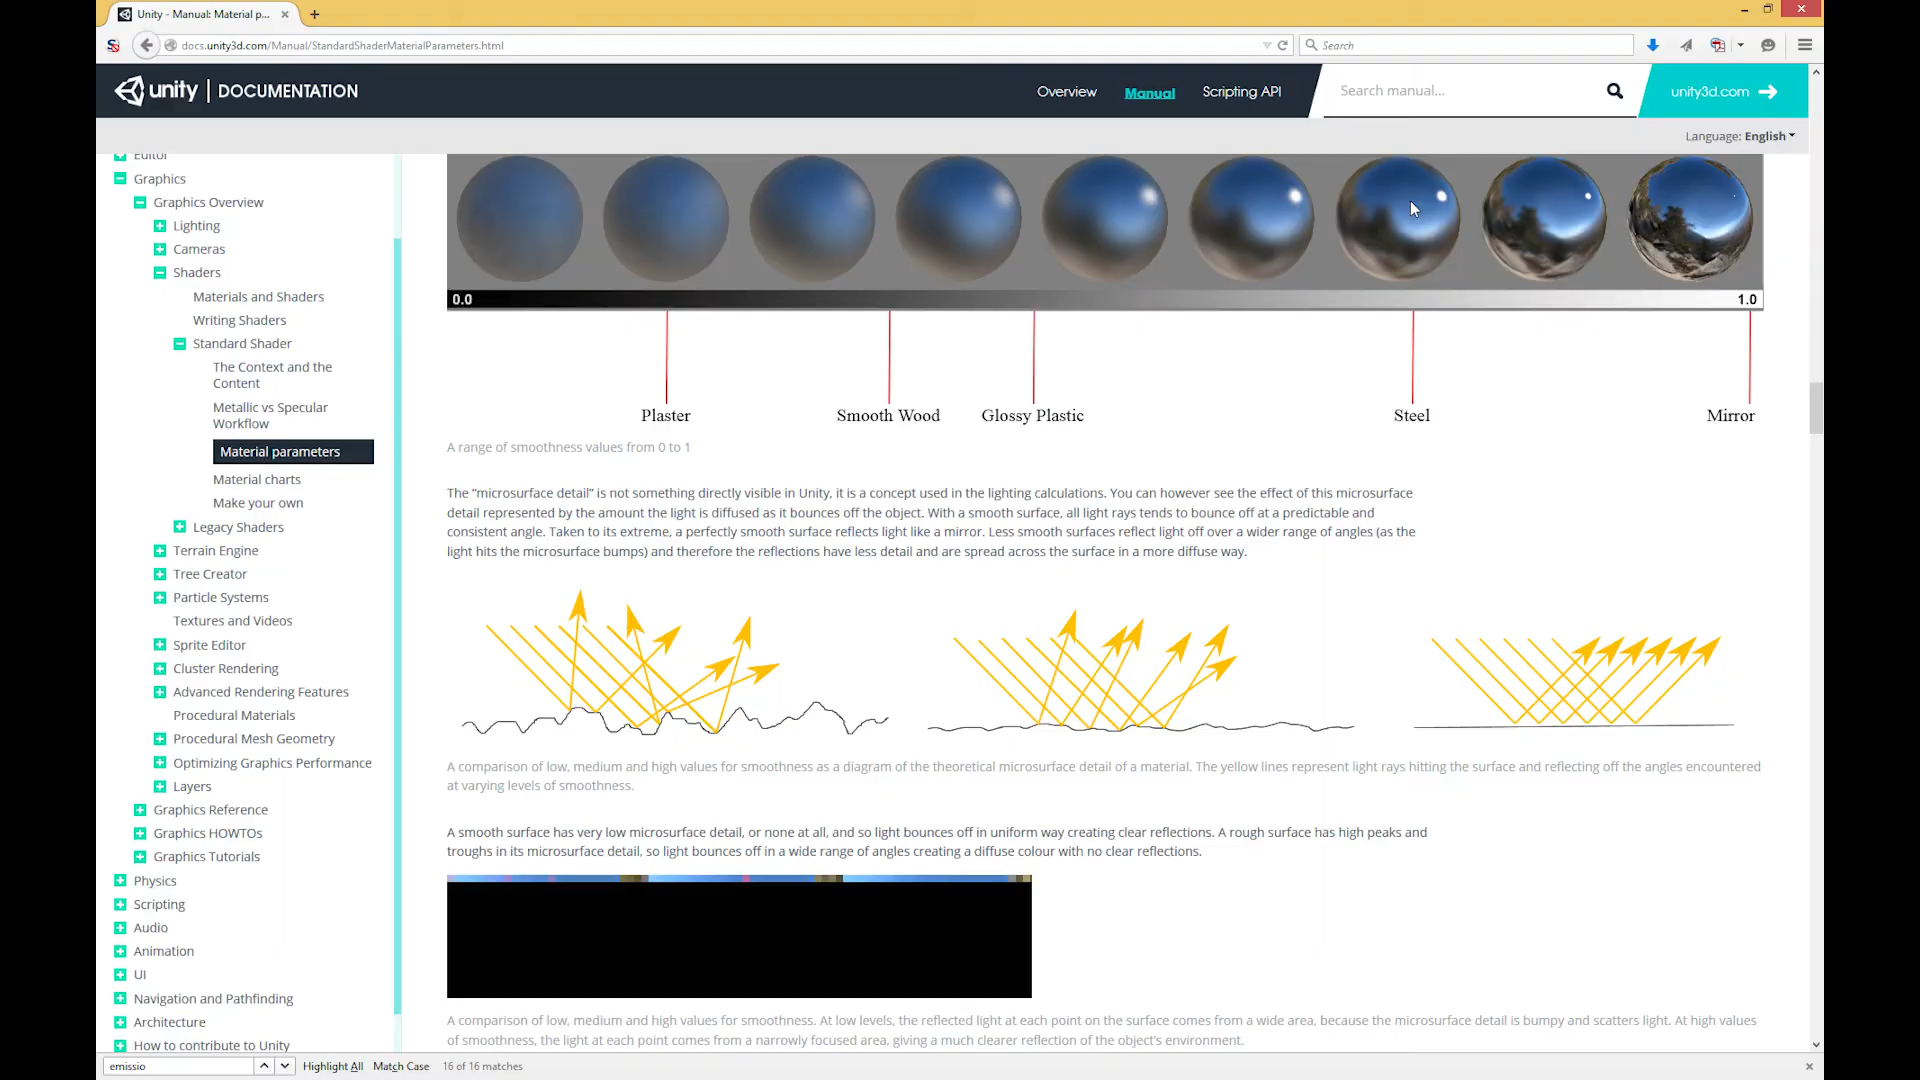 Unity - Manual: Material p...
docs.unity3d.com/Manual/StandardShaderMaterialParameters.html
Search
unity | DOCUMENTATION
Overview
Manual
Scripting API
Search manual...
unity3d.com
Language: English
Editor
Graphics
Graphics Overview
Lighting
Cameras
Shaders
Materials and Shaders
Writing Shaders
Standard Shader
The Context and the
Content
Metallic vs Specular
Workflow
Material parameters
Material charts
Make your own
Legacy Shaders
Terrain Engine
Tree Creator
Particle Systems
Textures and Videos
Sprite Editor
Cluster Rendering
Advanced Rendering Features
Procedural Materials
Procedural Mesh Geometry
Optimizing Graphics Performance
Layers
Graphics Reference
Graphics HOWTOs
Graphics Tutorials
Physics
Scripting
Audio
Animation
UI
Navigation and Pathfinding
Architecture
How to contribute to Unity
0.0
1.0
Plaster
Smooth Wood
Glossy Plastic
Steel
Mirror
A range of smoothness values from 0 to 1
The "microsurface detail" is not something directly visible in Unity, it is a concept used in the lighting calculations. You can however see the effect of this microsurface
detail represented by the amount the light is diffused as it bounces off the object. With a smooth surface, all light rays tends to bounce off at a predictable and
consistent angle. Taken to its extreme, a perfectly smooth surface reflects light like a mirror. Less smooth surfaces reflect light off over a wider range of angles (as the
light hits the microsurface bumps) and therefore the reflections have less detail and are spread across the surface in a more diffuse way.
A comparison of low, medium and high values for smoothness as a diagram of the theoretical microsurface detail of a material. The yellow lines represent light rays hitting the surface and reflecting off the angles encountered
at varying levels of smoothness.
A smooth surface has very low microsurface detail, or none at all, and so light bounces off in uniform way creating clear reflections. A rough surface has high peaks and
troughs in its microsurface detail, so light bounces off in a wide range of angles creating a diffuse colour with no clear reflections.
A comparison of low, medium and high values for smoothness. At low levels, the reflected light at each point on the surface comes from a wide area, because the microsurface detail is bumpy and scatters light. At high values
of smoothness, the light at each point comes from a narrowly focused area, giving a much clearer reflection of the object's environment.
emissio
Highlight All
Match Case
16 of 16 matches